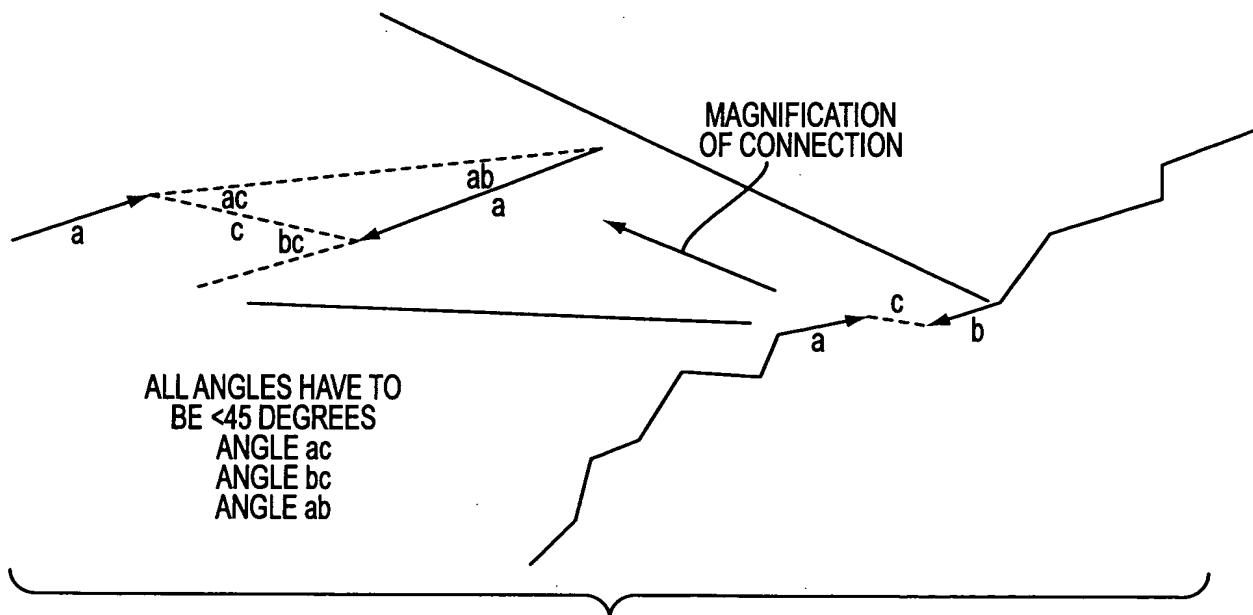 MAGNIFICATION
OF CONNECTION
ab
ac
a
a
c
bc
c
a
b
ALL ANGLES HAVE TO
BE <45 DEGREES
ANGLE ac
ANGLE bc
ANGLE ab